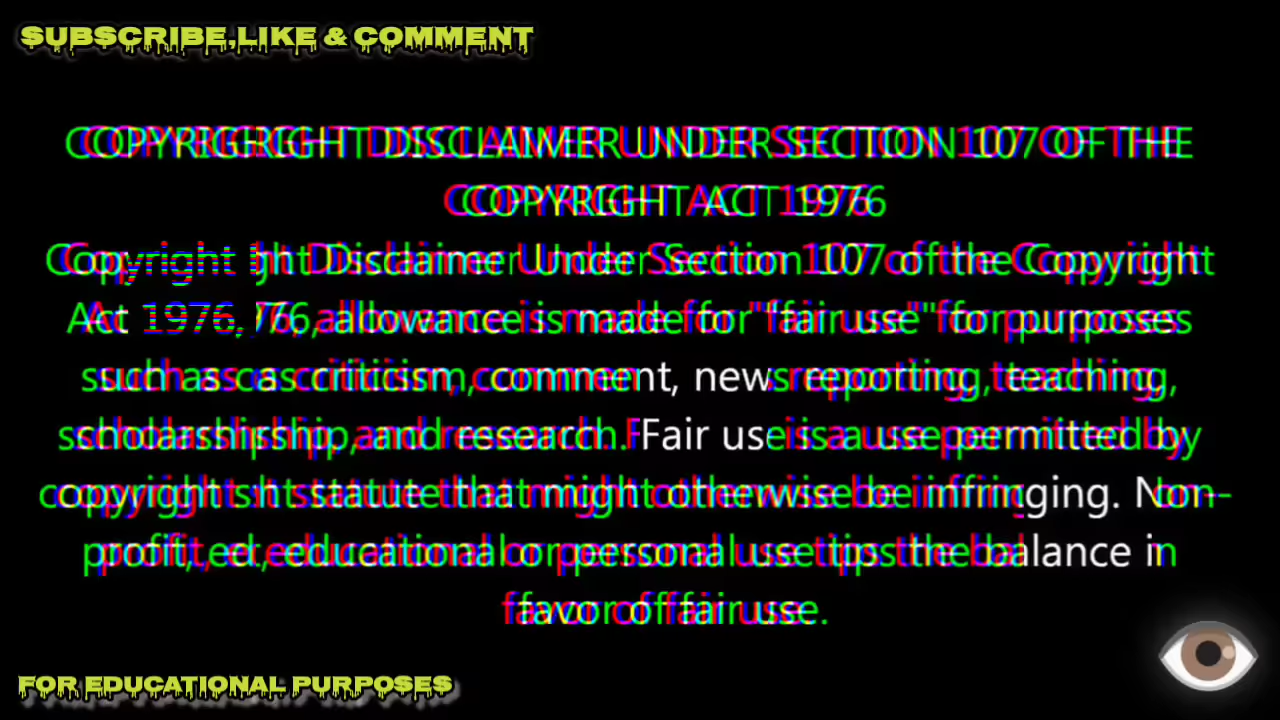 SUBSCRIBE,LIKE & COMMENT
COPYRIGHT DISCLAIMER UNDER SECTION 107 OF THE
COPYRIGHT ACT 1976
Copyright Disclaimer Under Section 107 of the Copyright
Act 1976, allowance is made for "fair use" for purposes
such as criticism, comment, news reporting, teaching,
scholarship, and research. Fair use is a use permitted by
copyright statute that might otherwise be infringing. Non-
profit, educational or personal use tips the balance in
favor of fair use.
FOR EDUCATIONAL PURPOSES